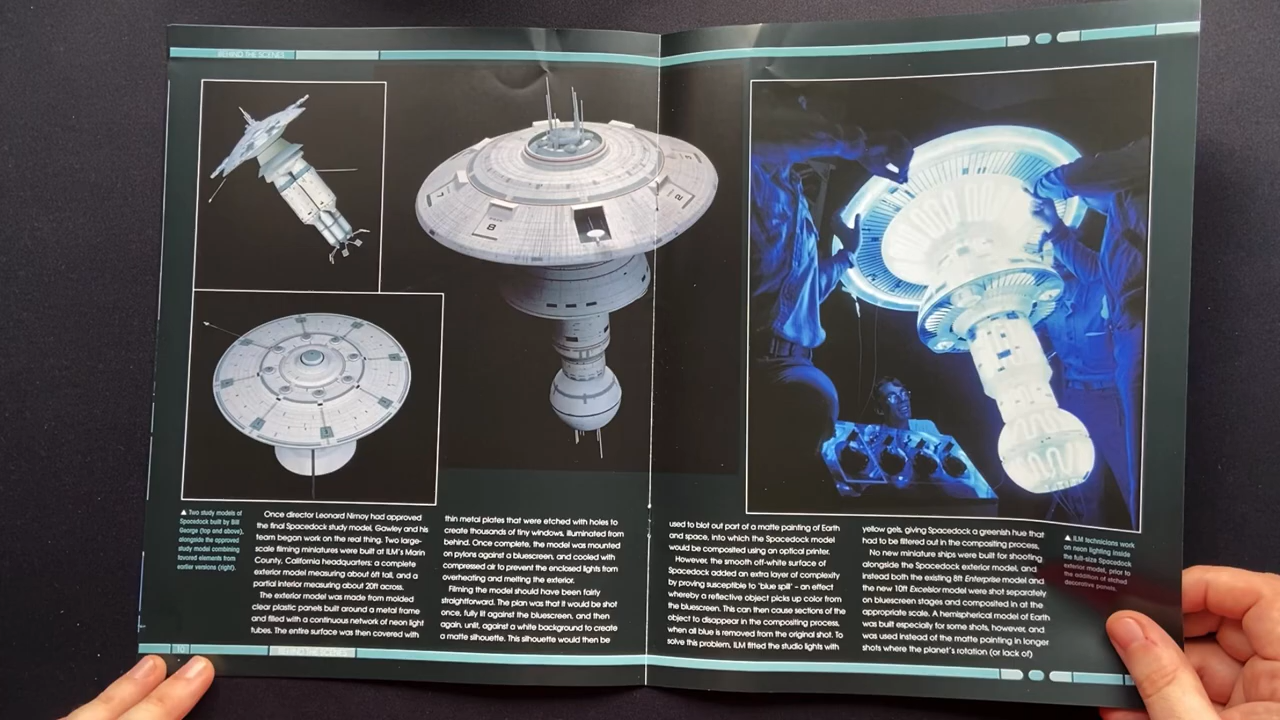 BEHIND THE SCENES
8
2
▲ Two study models of
Spacedock built by Bill
George (top and above),
alongside the approved
study model combining
favored elements from
earlier versions (right).
Once director Leonard Nimoy had approved
the final Spacedock study model, Gawley and his
team began work on the real thing. Two large-
scale filming miniatures were built at ILM's Marin
County, California headquarters: a complete
exterior model measuring about 6ft tall, and a
partial interior measuring about 20ft across.
The exterior model was made from molded
clear plastic panels built around a metal frame
and filled with a continuous network of neon light
tubes. The entire surface was then covered with
thin metal plates that were etched with holes to
create thousands of tiny windows, illuminated from
behind. Once complete, the model was mounted
on pylons against a bluescreen, and cooled with
compressed air to prevent the enclosed lights from
overheating and melting the exterior.
Filming the model should have been fairly
straightforward. The plan was that it would be shot
once, fully lit against the bluescreen, and then
again, unlit, against a white background to create
a matte silhouette. This silhouette would then be
used to blot out part of a matte painting of Earth
and space, into which the Spacedock model
would be composited using an optical printer.
However, the smooth off-white surface of
Spacedock added an extra layer of complexity
by proving susceptible to 'blue spill' – an effect
whereby a reflective object picks up color from
the bluescreen. This can then cause sections of the
object to disappear in the compositing process,
when all blue is removed from the original shot. To
solve this problem, ILM fitted the studio lights with
yellow gels, giving Spacedock a greenish hue that
had to be filtered out in the compositing process.
No new miniature ships were built for shooting
alongside the Spacedock exterior model, and
instead both the existing 8ft Enterprise model and
the new 10ft Excelsior model were shot separately
on bluescreen stages and composited in at the
appropriate scale. A hemispherical model of Earth
was built especially for some shots, however, and
was used instead of the matte painting in longer
shots where the planet's rotation (or lack of)
▲ ILM technicians work
on neon lighting inside
the full-size Spacedock
exterior model, prior to
the addition of etched
decorative panels.
10
BEHIND THE SCENES